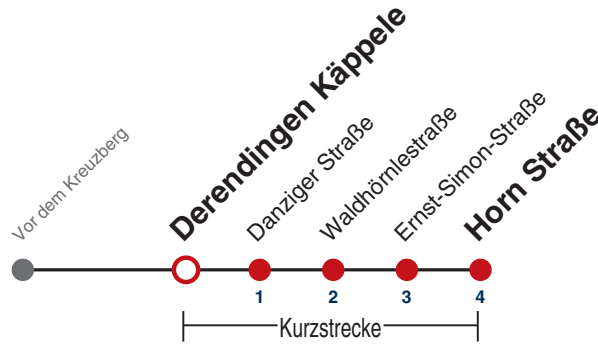 Vor dem Kreuzberg
Derendingen Käppele
Danziger Straße
Waldhörnlestraße
Ernst-Simon-Straße
Horn Straße
1
2
3
4
Kurzstrecke